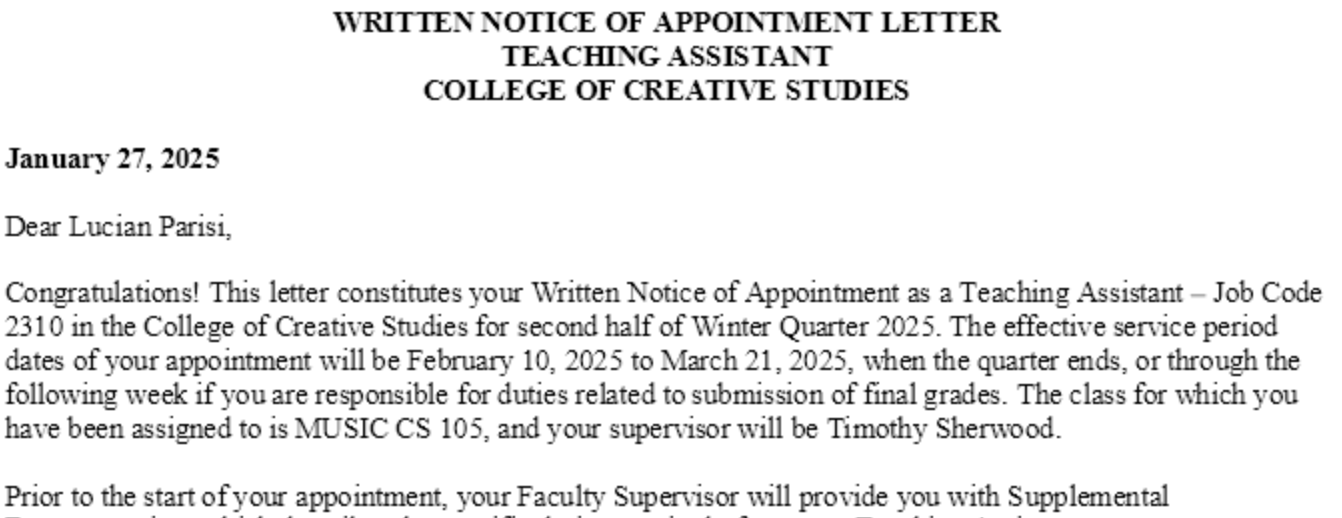 WRITTEN NOTICE OF APPOINTMENT LETTER
TEACHING ASSISTANT
COLLEGE OF CREATIVE STUDIES
January 27, 2025
Dear Lucian Parisi,
Congratulations! This letter constitutes your Written Notice of Appointment as a Teaching Assistant – Job Code
2310 in the College of Creative Studies for second half of Winter Quarter 2025. The effective service period
dates of your appointment will be February 10, 2025 to March 21, 2025, when the quarter ends, or through the
following week if you are responsible for duties related to submission of final grades. The class for which you
have been assigned to is MUSIC CS 105, and your supervisor will be Timothy Sherwood.
Prior to the start of your appointment, your Faculty Supervisor will provide you with Supplemental